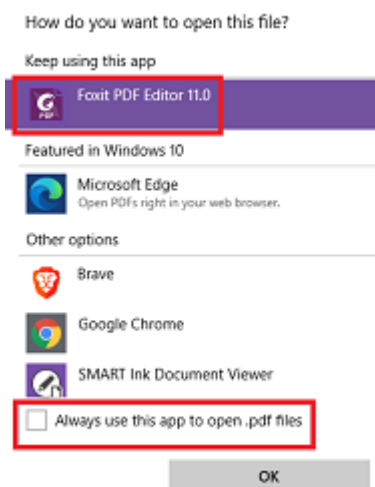 How do you want to open this file?
Keep using this app
Foxit PDF Editor 11.0
Featured in Windows 10
Microsoft Edge
Open PDFs right in your web browser.
Other options
Brave
Google Chrome
SMART Ink Document Viewer
Always use this app to open .pdf files
OK